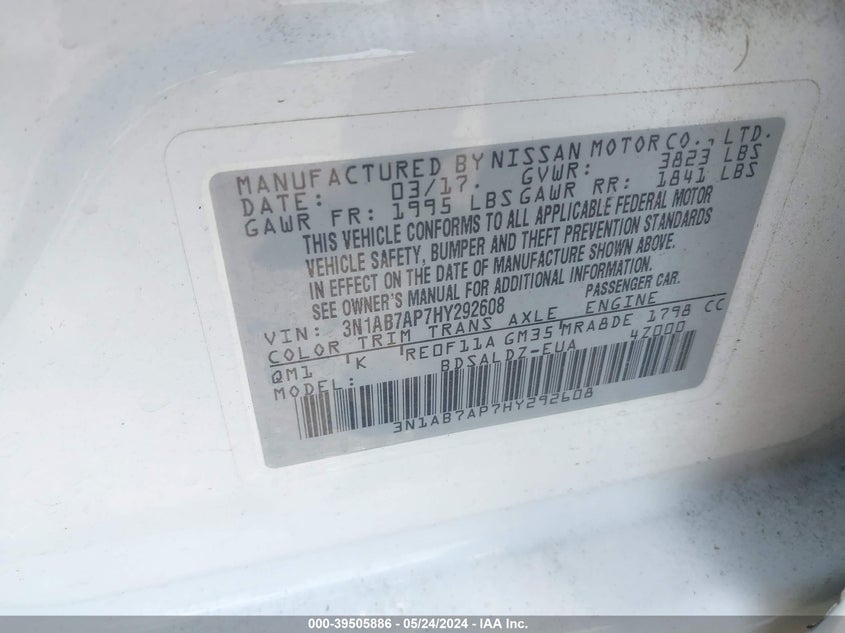 MANUFACTURED BY NISSAN MOTOR CO., LTD.
DATE: 03/17. GVWR: 3823 LBS
GAWR FR: 1995 LBS GAWR RR: 1841 LBS
THIS VEHICLE CONFORMS TO ALL APPLICABLE FEDERAL MOTOR
VEHICLE SAFETY, BUMPER AND THEFT PREVENTION STANDARDS
IN EFFECT ON THE DATE OF MANUFACTURE SHOWN ABOVE.
SEE OWNER'S MANUAL FOR ADDITIONAL INFORMATION.
VIN: 3N1AB7AP7HY292608 PASSENGER CAR.
COLOR TRIM TRANS AXLE ENGINE
QM1 K RE0F11A GM35 MRA8DE 1798 CC
MODEL: BDSALDZ-EUA 4Z000
3N1AB7AP7HY292608
000-39505886 - 05/24/2024 - IAAI Holdings, Inc.